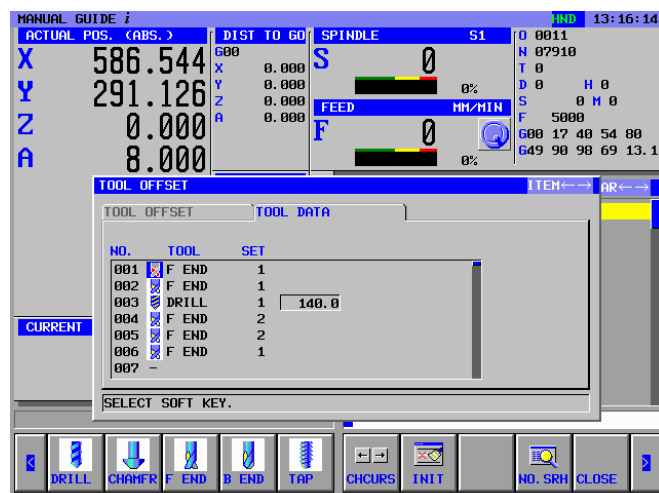 MANUAL GUIDE i HND 13:16:14
ACTUAL POS. (ABS.) DIST TO GO SPINDLE S1 O 0011
X 586.544 G00 S 0 N 07910
X 0.000 T 0
Y 291.126 Y 0.000 0% D 0 H 0
Z 0.000 FEED MM/MIN S 0 M 0
Z 0.000 A 0.000 F 0 F 5000
G00 17 40 54 80
A 8.000 0% G49 90 98 69 13.1
TOOL OFFSET ITEM←→ AR←→
TOOL OFFSET TOOL DATA
NO. TOOL SET
001 F END 1
002 F END 1
003 DRILL 1 140.0
004 F END 2
CURRENT
005 F END 2
006 F END 1
007 -
SELECT SOFT KEY.
DRILL CHAMFR F END B END TAP CHCURS INIT NO.SRH CLOSE